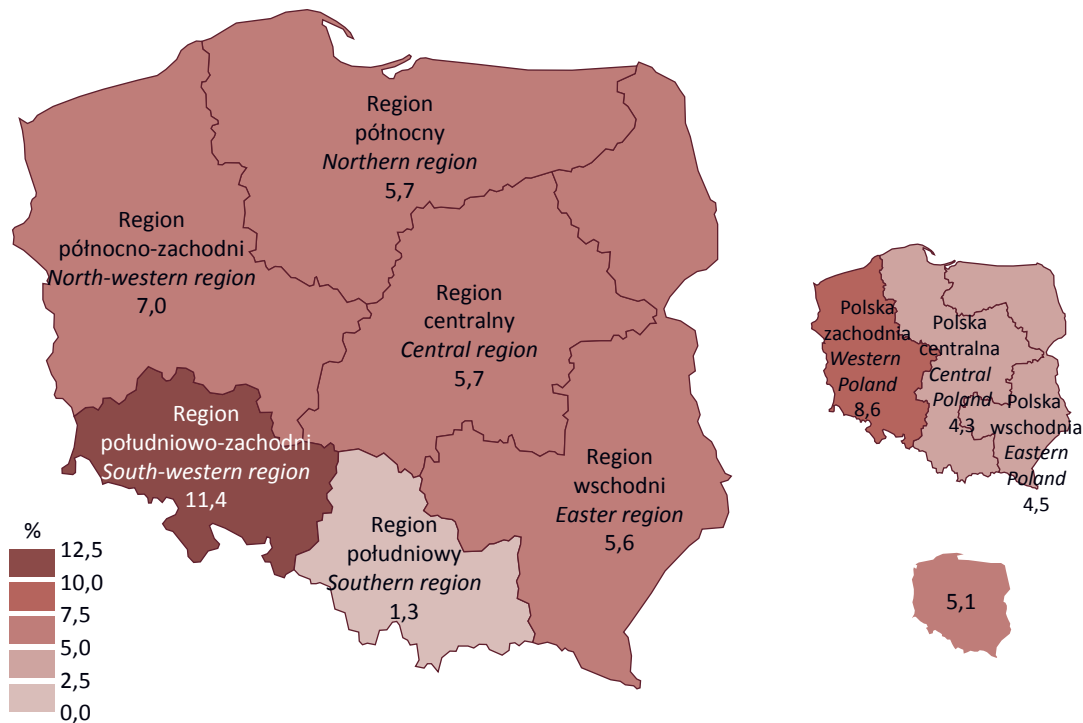 Region
północny
Northern region
5,7
Region
północno-zachodni
North-western region
7,0
Region
centralny
Central region
5,7
Region
południowo-zachodni
South-western region
11,4
Region
wschodni
Easter region
5,6
Region
południowy
Southern region
1,3
%
12,5
10,0
7,5
5,0
2,5
0,0
Polska
zachodnia
Western
Poland
8,6
Polska
centralna
Central
Poland
4,3
Polska
wschodnia
Eastern
Poland
4,5
5,1